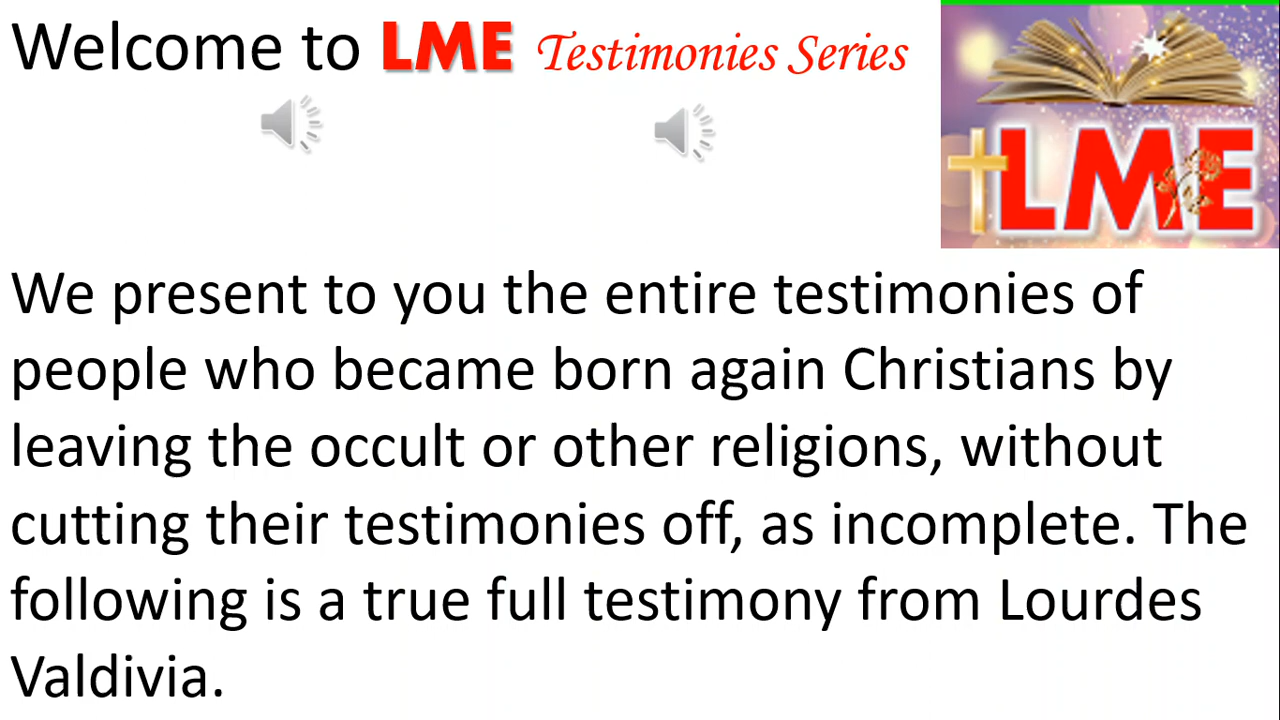 Welcome to LME Testimonies Series
LME
We present to you the entire testimonies of
people who became born again Christians by
leaving the occult or other religions, without
cutting their testimonies off, as incomplete. The
following is a true full testimony from Lourdes
Valdivia.